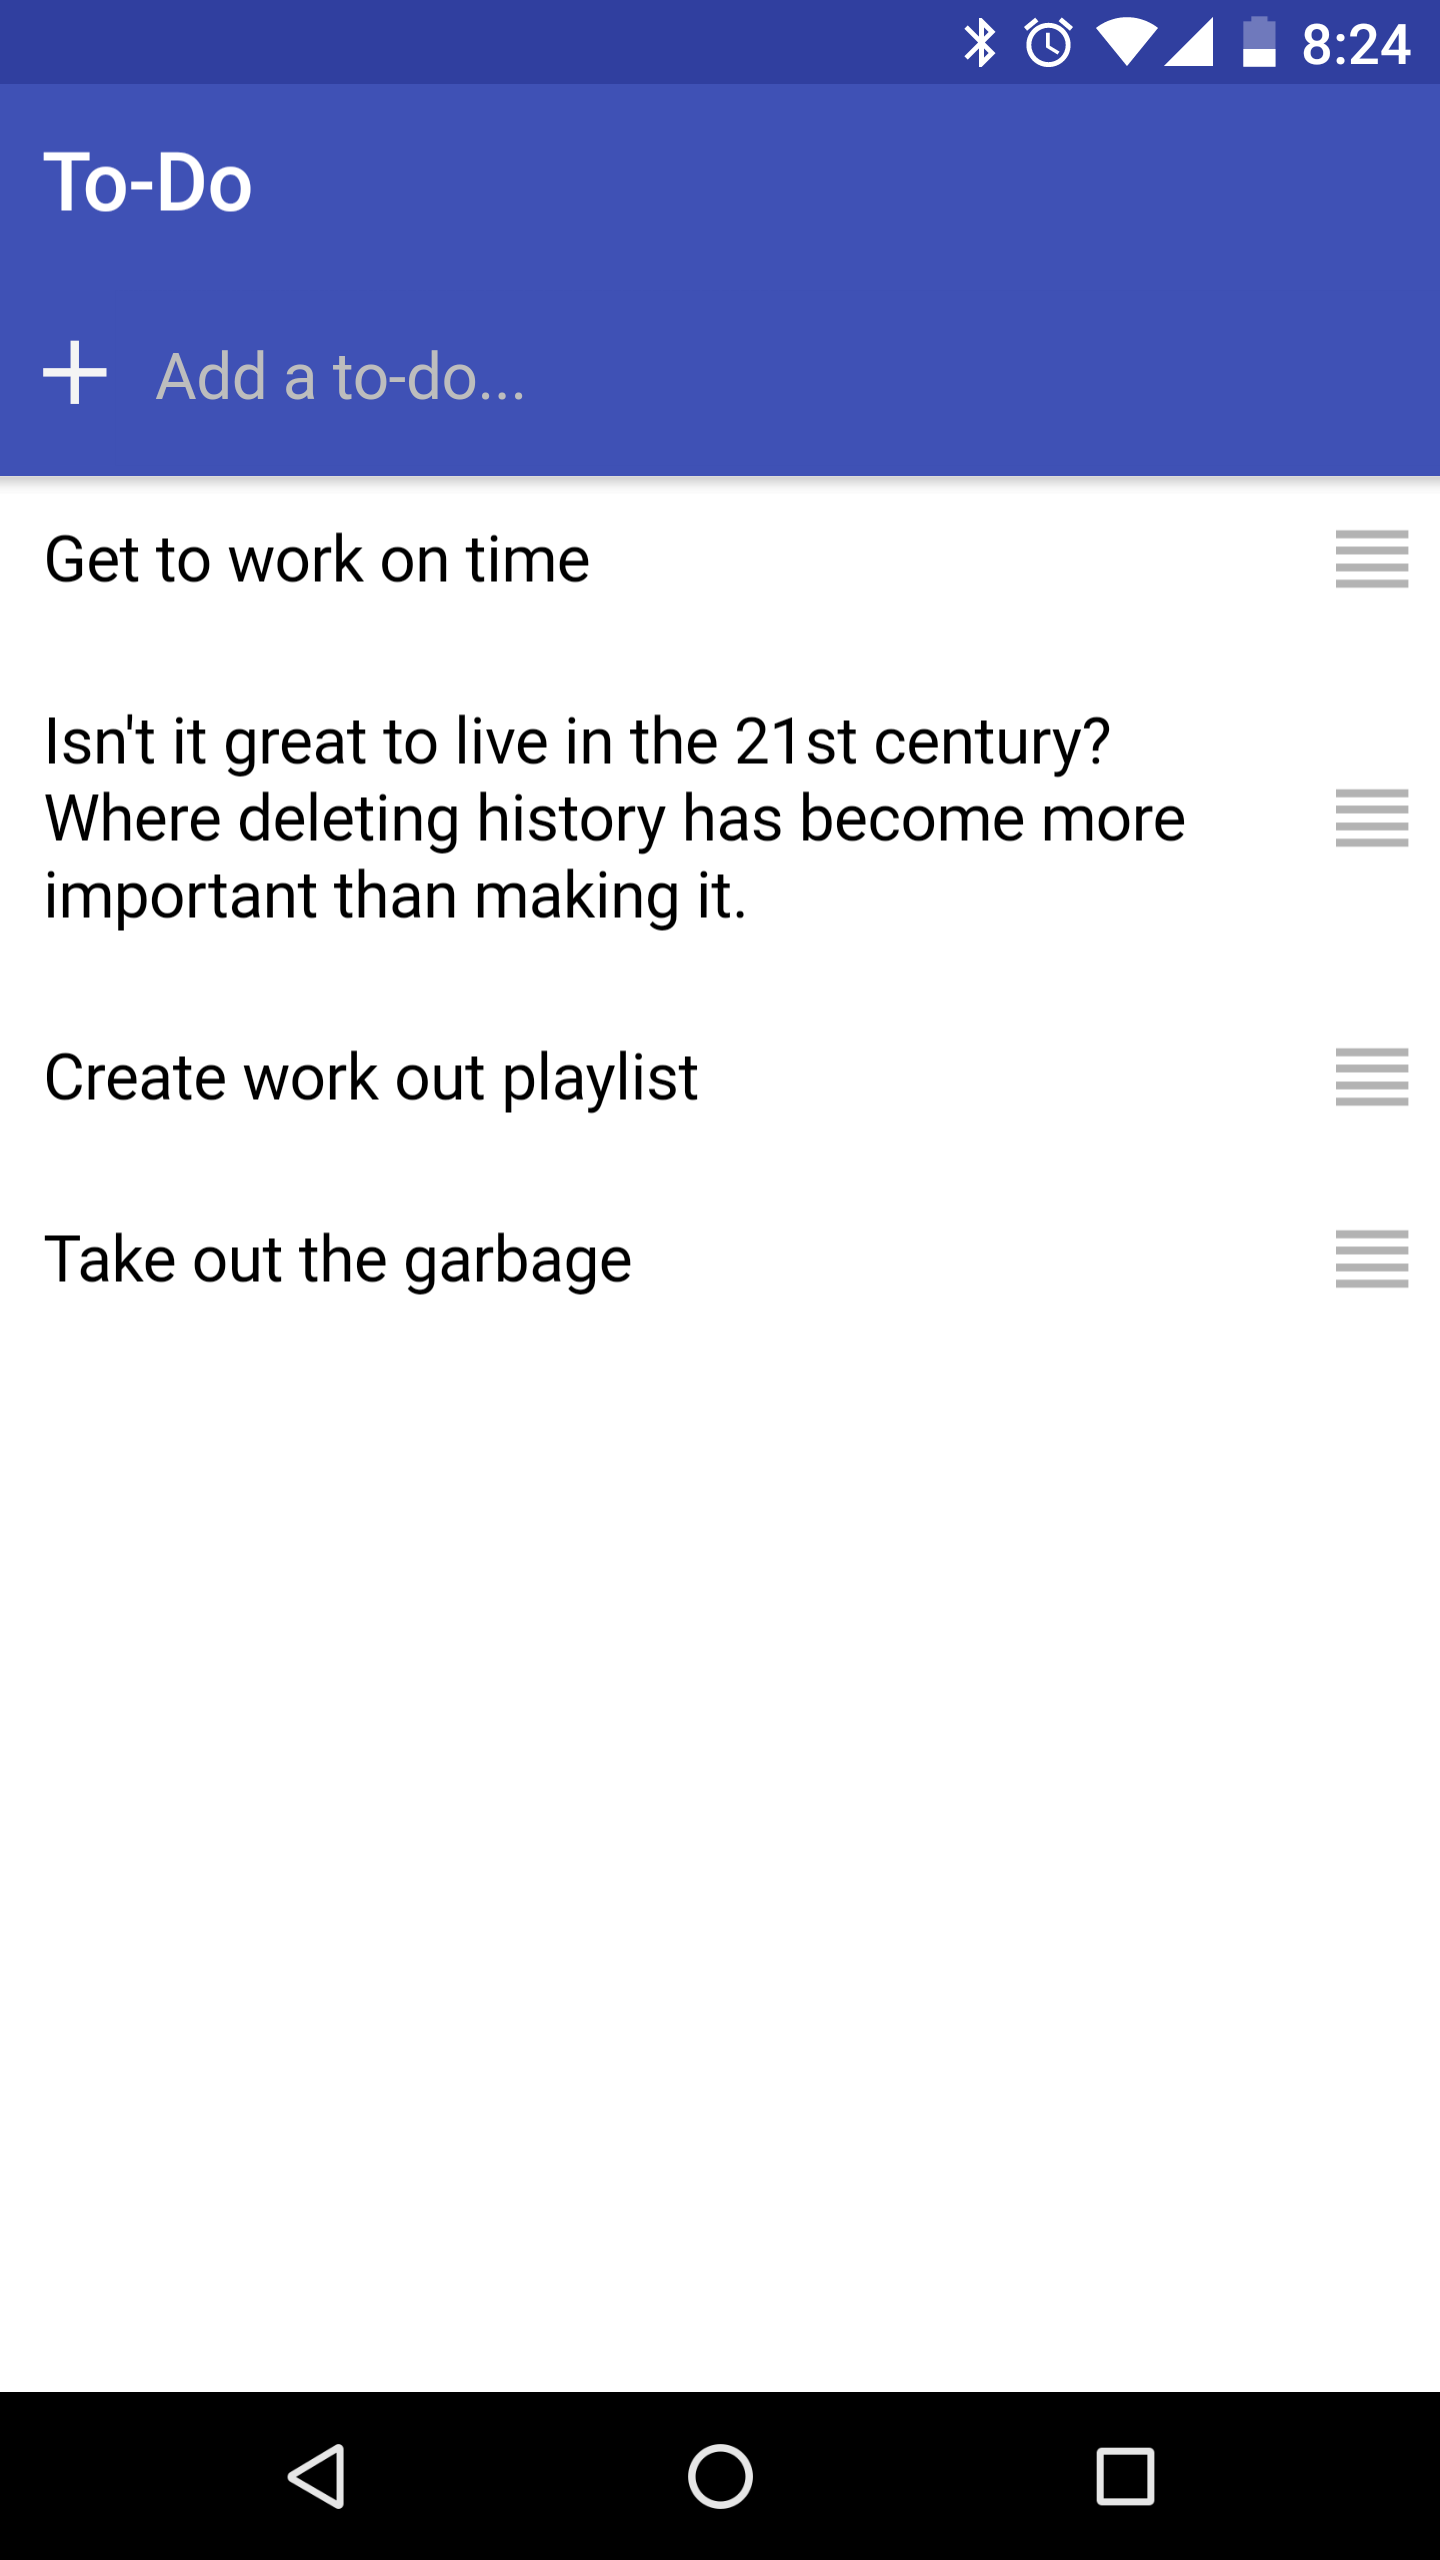 8:24
To-Do
Add a to-do...
Get to work on time
Isn't it great to live in the 21st century?
Where deleting history has become more
important than making it.
Create work out playlist
Take out the garbage